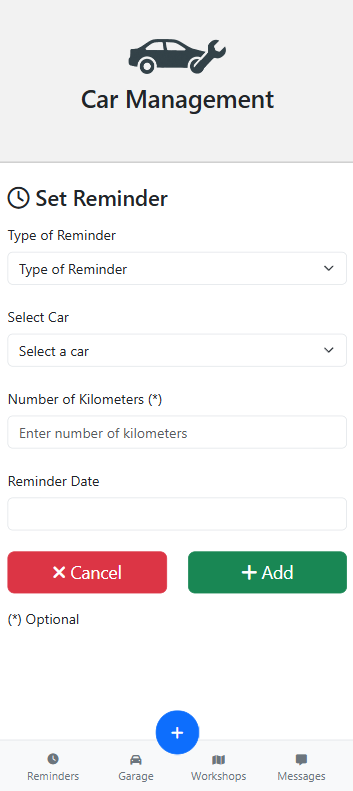 Car Management
Set Reminder
Type of Reminder
Type of Reminder
Select Car
Select a car
Number of Kilometers (*)
Enter number of kilometers
Reminder Date
Cancel
Add
(*) Optional
Reminders
Garage
Workshops
Messages